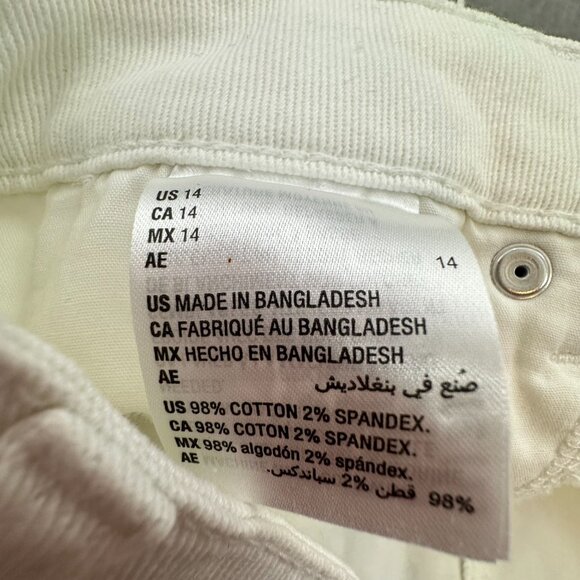 US 14
CA 14
MX 14
AE 14
US MADE IN BANGLADESH
CA FABRIQUÉ AU BANGLADESH
MX HECHO EN BANGLADESH
AE صُنع في بنغلاديش
US 98% COTTON 2% SPANDEX.
CA 98% COTON 2% SPANDEX.
MX 98% algodón 2% spándex.
AE 98% قطن 2% سباندكس.